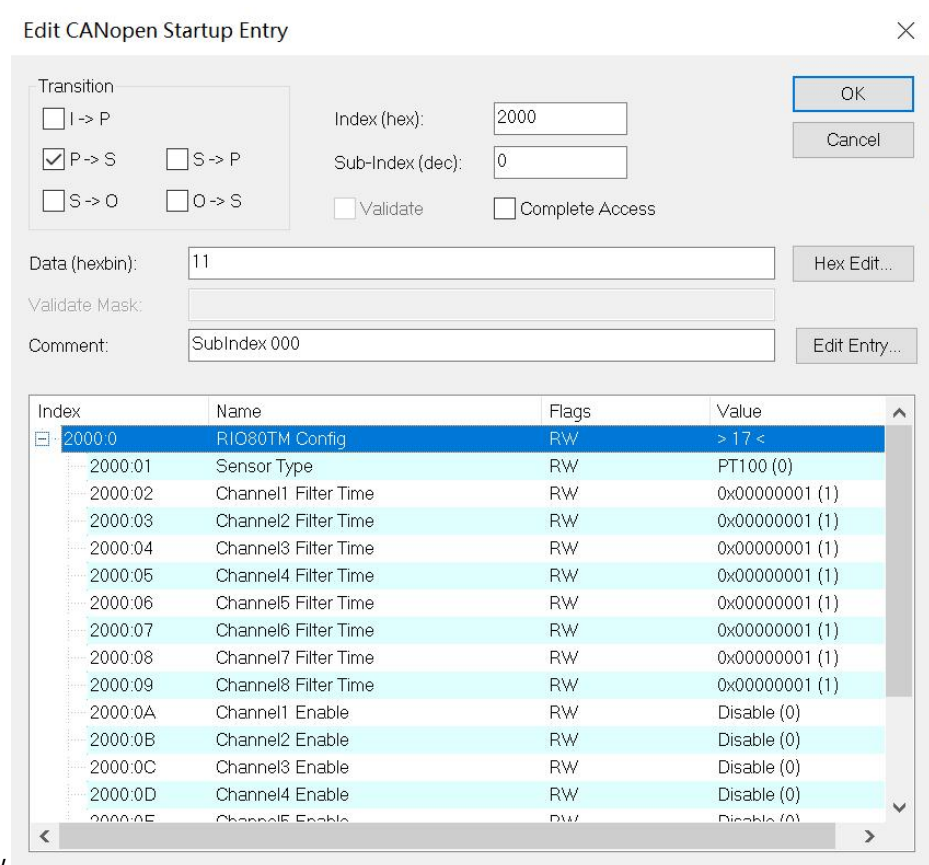 Edit CANopen Startup Entry
Transition
I -> P
P -> S
S -> P
S -> O
O -> S
Index (hex):
2000
Sub-Index (dec):
0
Validate
Complete Access
OK
Cancel
Data (hexbin):
11
Hex Edit...
Validate Mask:
Comment:
SubIndex 000
Edit Entry...
Index Name Flags Value
2000:0 RIO80TM Config RW > 17 <
2000:01 Sensor Type RW PT100 (0)
2000:02 Channel1 Filter Time RW 0x00000001 (1)
2000:03 Channel2 Filter Time RW 0x00000001 (1)
2000:04 Channel3 Filter Time RW 0x00000001 (1)
2000:05 Channel4 Filter Time RW 0x00000001 (1)
2000:06 Channel5 Filter Time RW 0x00000001 (1)
2000:07 Channel6 Filter Time RW 0x00000001 (1)
2000:08 Channel7 Filter Time RW 0x00000001 (1)
2000:09 Channel8 Filter Time RW 0x00000001 (1)
2000:0A Channel1 Enable RW Disable (0)
2000:0B Channel2 Enable RW Disable (0)
2000:0C Channel3 Enable RW Disable (0)
2000:0D Channel4 Enable RW Disable (0)
2000:0E Channel5 Enable RW Disable (0)